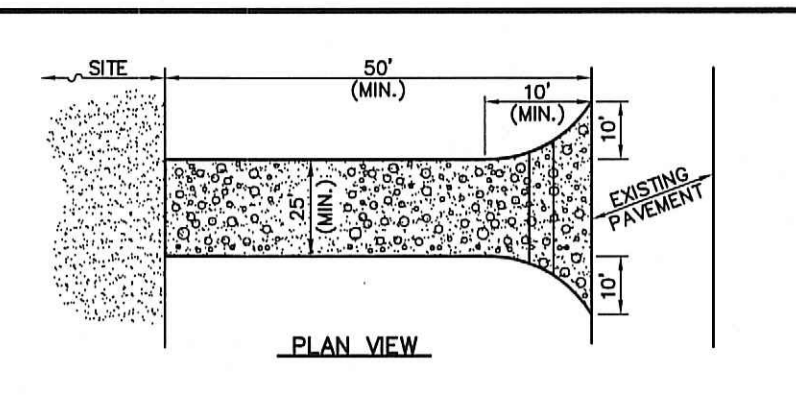 SITE
50'
(MIN.)
10'
(MIN.)
10'
25'
(MIN.)
EXISTING
PAVEMENT
10'
PLAN VIEW